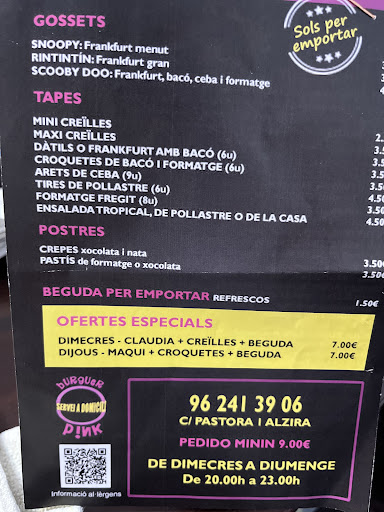 GOSSETS
Sols per
emportar
SNOOPY: Frankfurt menut
RINTINTÍN: Frankfurt gran
SCOOBY DOO: Frankfurt, bacó, ceba i formatge
TAPES
MINI CREÏLLES
MAXI CREÏLLES
DÀTILS O FRANKFURT AMB BACÓ (6u)
CROQUETES DE BACÓ I FORMATGE (6u)
ARETS DE CEBA (9u)
TIRES DE POLLASTRE (6u)
FORMATGE FREGIT (8u)
ENSALADA TROPICAL, DE POLLASTRE O DE LA CASA
POSTRES
CREPES xocolata i nata
PASTÍS de formatge o xocolata 3.50€
BEGUDA PER EMPORTAR REFRESCOS 1.50€
OFERTES ESPECIALS
DIMECRES - CLAUDIA + CREÏLLES + BEGUDA 7.00€
DIJOUS - MAQUI + CROQUETES + BEGUDA 7.00€
BURGUER
SERVEI A DOMICILI
P!NK
Informació al·lèrgens
96 241 39 06
C/ PASTORA I ALZIRA
PEDIDO MININ 9.00€
DE DIMECRES A DIUMENGE
De 20.00h a 23.00h